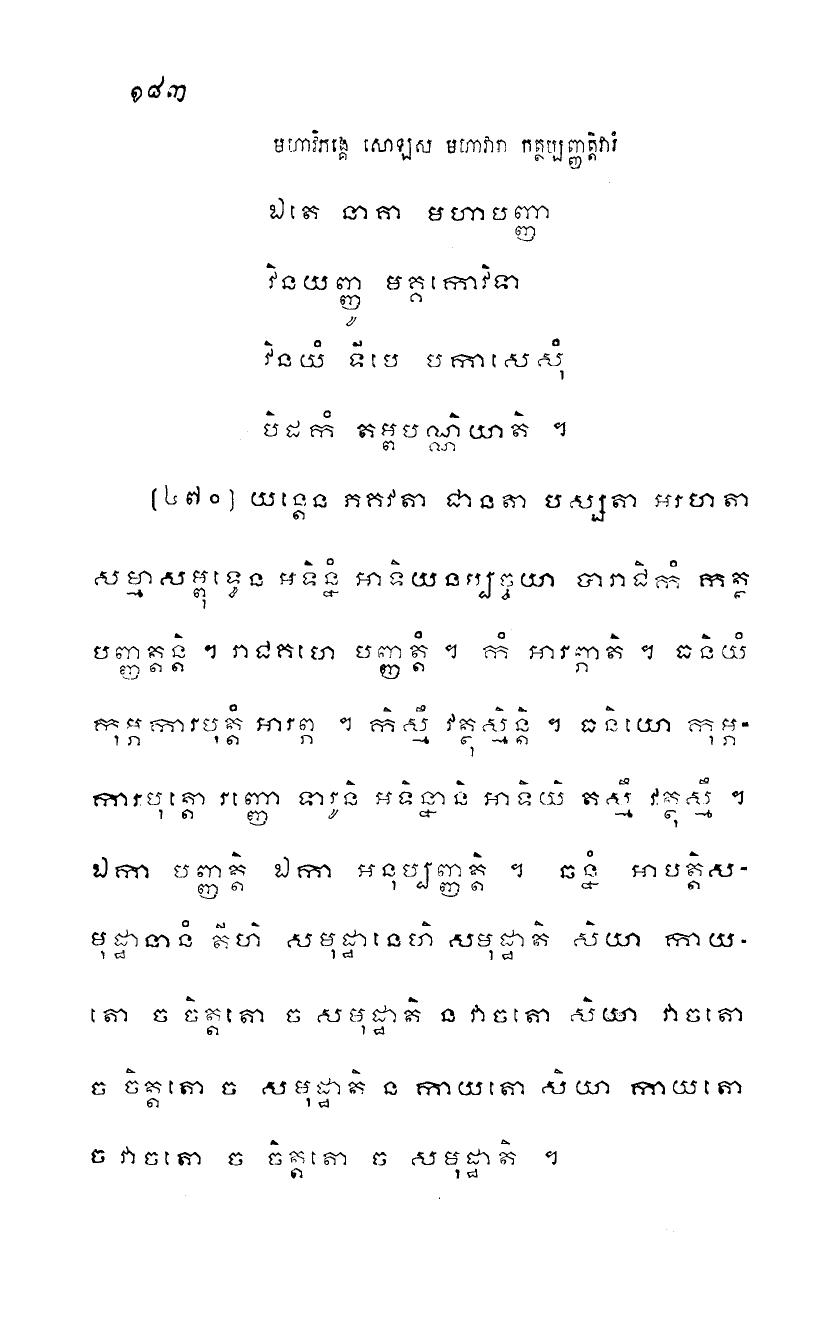 ១៨៣
មហាវិភង្គេ សោឡស មហាវារា កត្ថប្បញ្ញត្តិវារំ
ឯតេ នាគា មហាបញ្ញា
វិនយញ្ញូ មគ្គកោវិទា
វិនយំ ទីបេ បកាសេសុំ
បិដកំ តម្ពបណ្ណិយាតិ ។
(៤៧០) យន្តេន ភគវតា ជានតា បស្សតា អរហតា
សម្មាសម្ពុទ្ធេន អទិន្នំ អាទិយនប្បច្ចយា បារាជិកំ កត្ថ
បញ្ញត្តន្តិ ។ រាជគហេ បញ្ញត្តំ ។ កំ អារព្ភាតិ ។ ធនិយំ
កុម្ភការបុត្តំ អារព្ភ ។ កិស្មឹ វត្ថុស្មិន្តិ ។ ធនិយោ កុម្ភ-
ការបុត្តោ រញ្ញោ ទារូនិ អទិន្នានិ អាទិយិ តស្មឹ វត្ថុស្មឹ ។
ឯកា បញ្ញត្តិ ឯកា អនុប្បញ្ញត្តិ ។ ឆន្នំ អាបត្តិស-
មុដ្ឋានានំ តីហិ សមុដ្ឋានេហិ សមុដ្ឋាតិ សិយា កាយ-
តោ ច ចិត្តតោ ច សមុដ្ឋាតិ ន វាចតោ សិយា វាចតោ
ច ចិត្តតោ ច សមុដ្ឋាតិ ន កាយតោ សិយា កាយតោ
ច វាចតោ ច ចិត្តតោ ច សមុដ្ឋាតិ ។